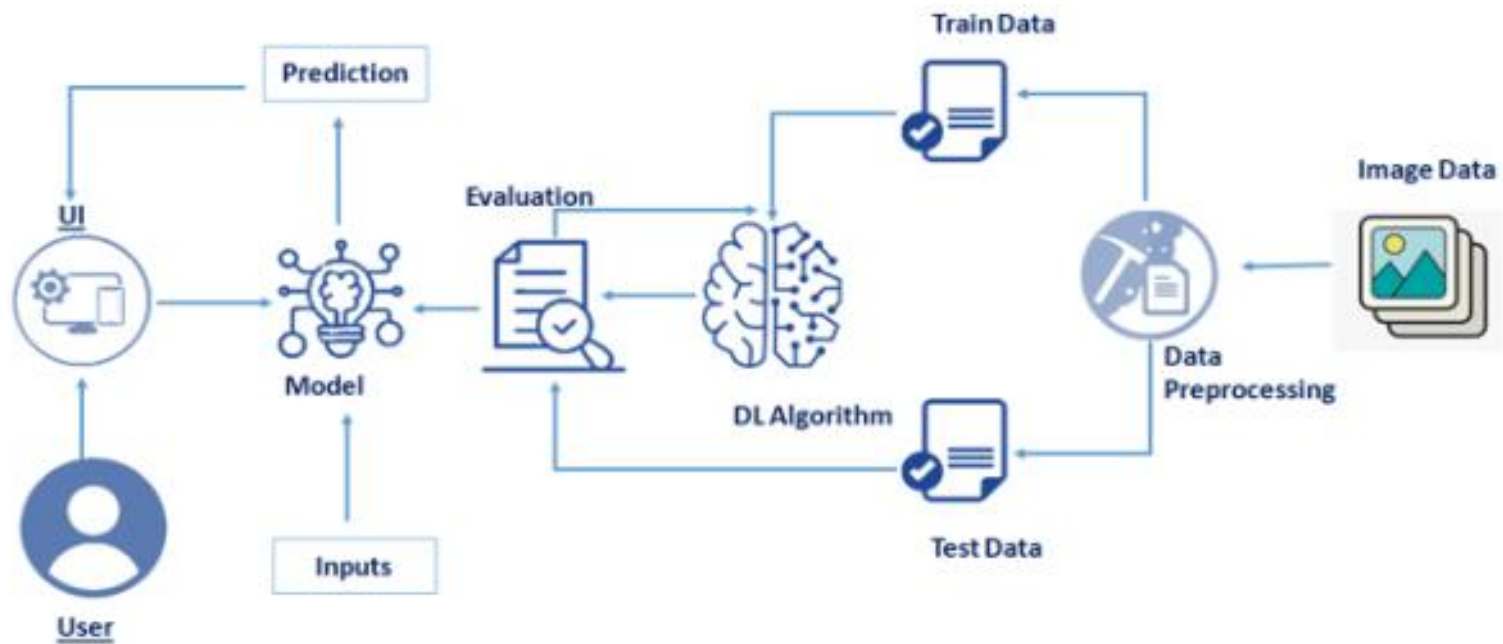 Train Data
Prediction
Image Data
Evaluation
UI
Model
Data
Preprocessing
DL Algorithm
Test Data
Inputs
User